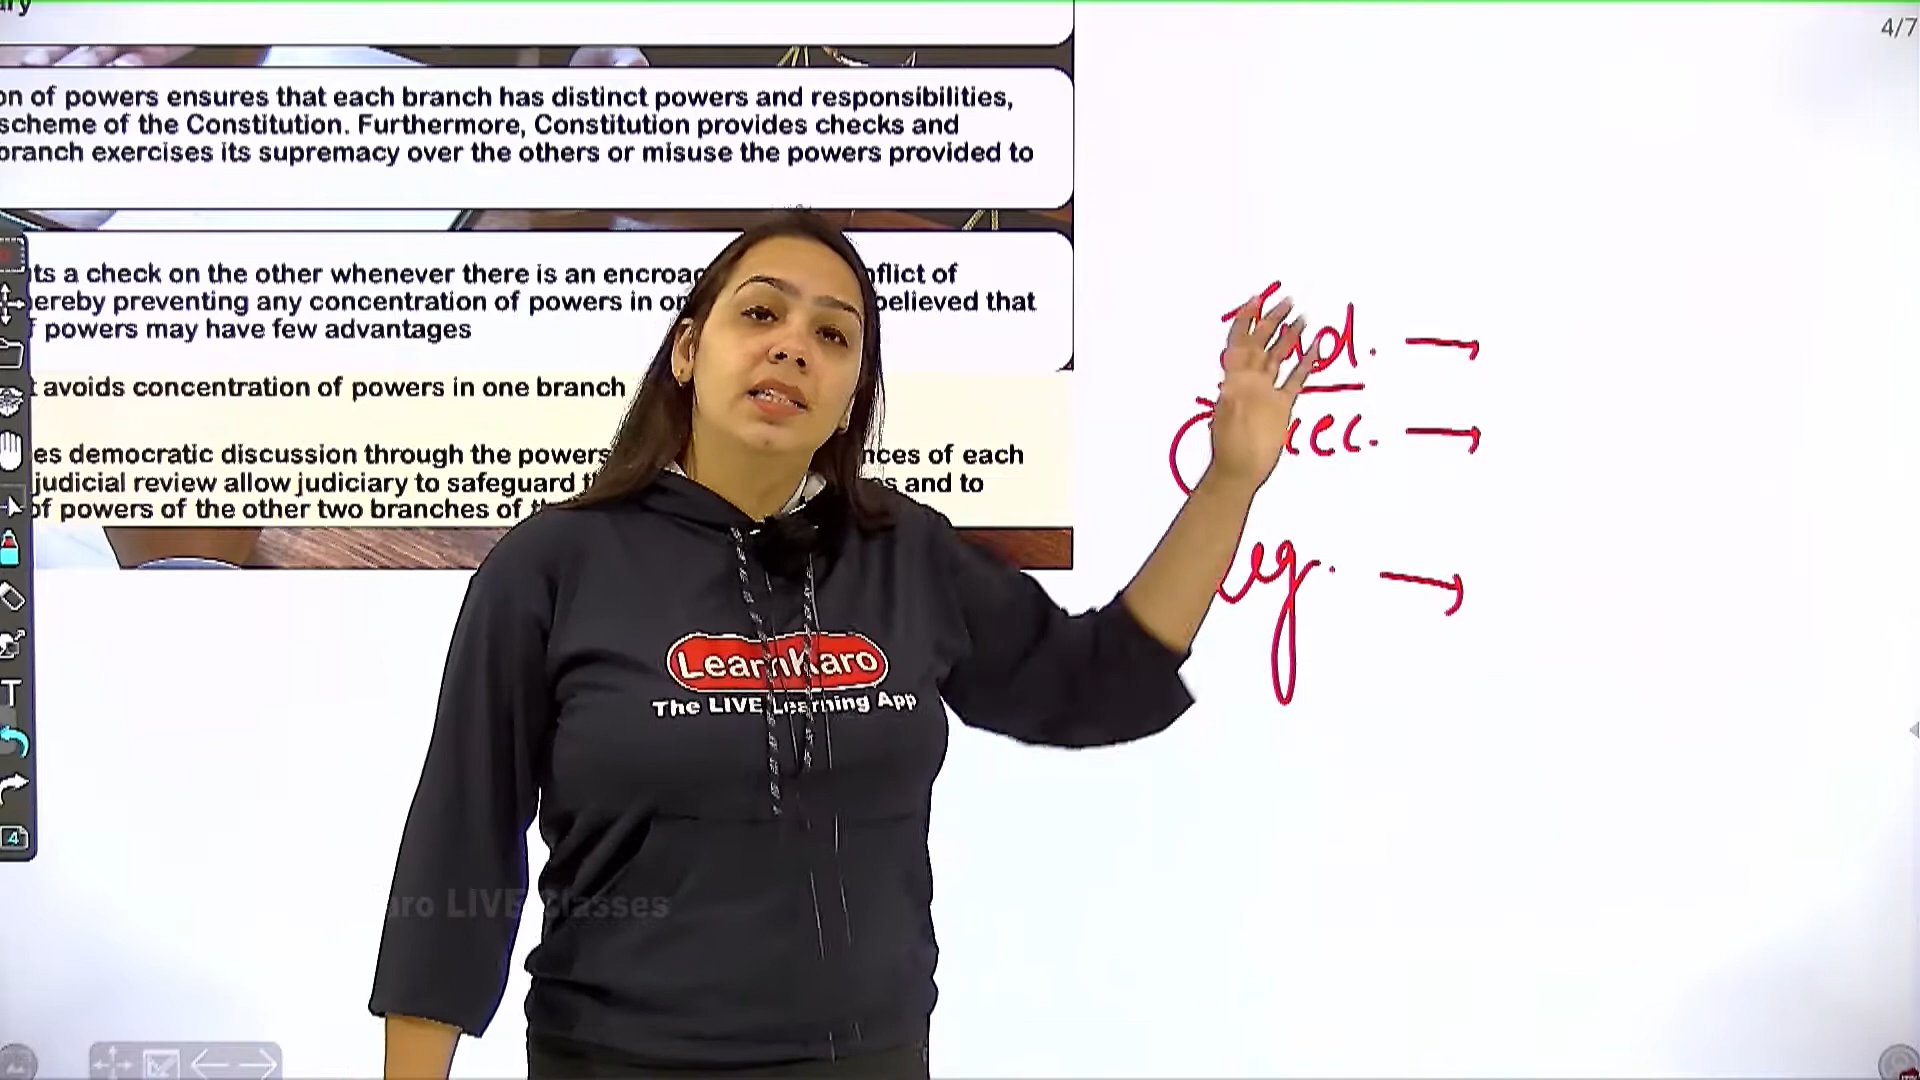 4/7
on of powers ensures that each branch has distinct powers and responsibilities,
scheme of the Constitution. Furthermore, Constitution provides checks and
branch exercises its supremacy over the others or misuse the powers provided to
ts a check on the other whenever there is an encroac nflict of
ereby preventing any concentration of powers in on believed that
f powers may have few advantages
t avoids concentration of powers in one branch
es democratic discussion through the powers nces of each
judicial review allow judiciary to safeguard t s and to
of powers of the other two branches of t
Jud. →
xec. →
Leg. →
LearnKaro
The LIVE Learning App
aro LIVE Classes
T
4